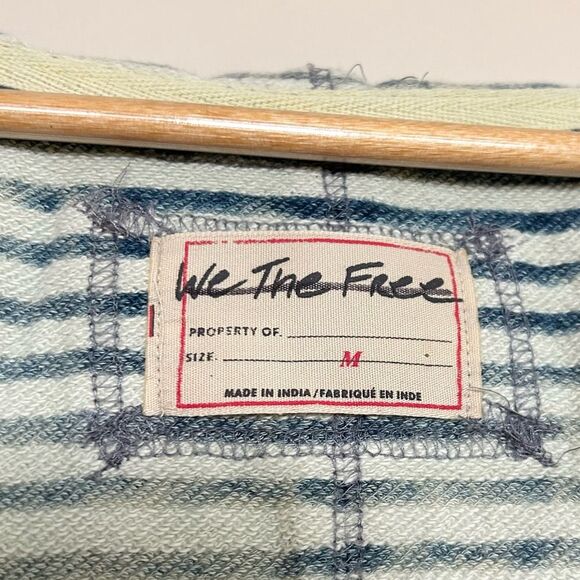 We The Free
PROPERTY OF.
SIZE. M
MADE IN INDIA/FABRIQUÉ EN INDE